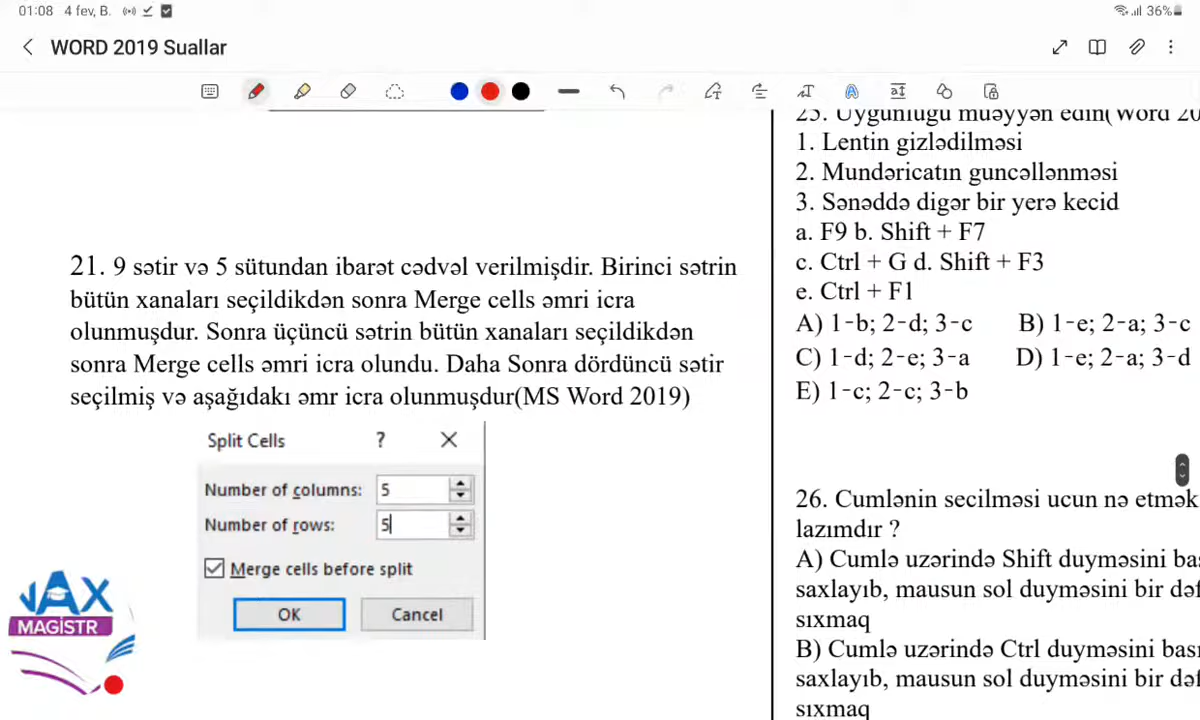 01:08 4 fev, B.
36%
WORD 2019 Suallar
21. 9 sətir və 5 sütundan ibarət cədvəl verilmişdir. Birinci sətrin
bütün xanaları seçildikdən sonra Merge cells əmri icra
olunmuşdur. Sonra üçüncü sətrin bütün xanaları seçildikdən
sonra Merge cells əmri icra olundu. Daha Sonra dördüncü sətir
seçilmiş və aşağıdakı əmr icra olunmuşdur(MS Word 2019)
Split Cells ?
Number of columns: 5
Number of rows: 5
Merge cells before split
OK Cancel
JAX
MAGİSTR
25. Uyğunluğu müəyyən edin(Word 20
1. Lentin gizlədilməsi
2. Mundəricatın guncəllənməsi
3. Sənəddə digər bir yerə kecid
a. F9 b. Shift + F7
c. Ctrl + G d. Shift + F3
e. Ctrl + F1
A) 1-b; 2-d; 3-c B) 1-e; 2-a; 3-c
C) 1-d; 2-e; 3-a D) 1-e; 2-a; 3-d
E) 1-c; 2-c; 3-b
26. Cumlənin secilməsi ucun nə etmək
lazımdır ?
A) Cumlə uzərində Shift duyməsini bas
saxlayıb, mausun sol duyməsini bir dəf
sıxmaq
B) Cumlə uzərində Ctrl duyməsini bası
saxlayıb, mausun sol duyməsini bir dəf
sıxmaq